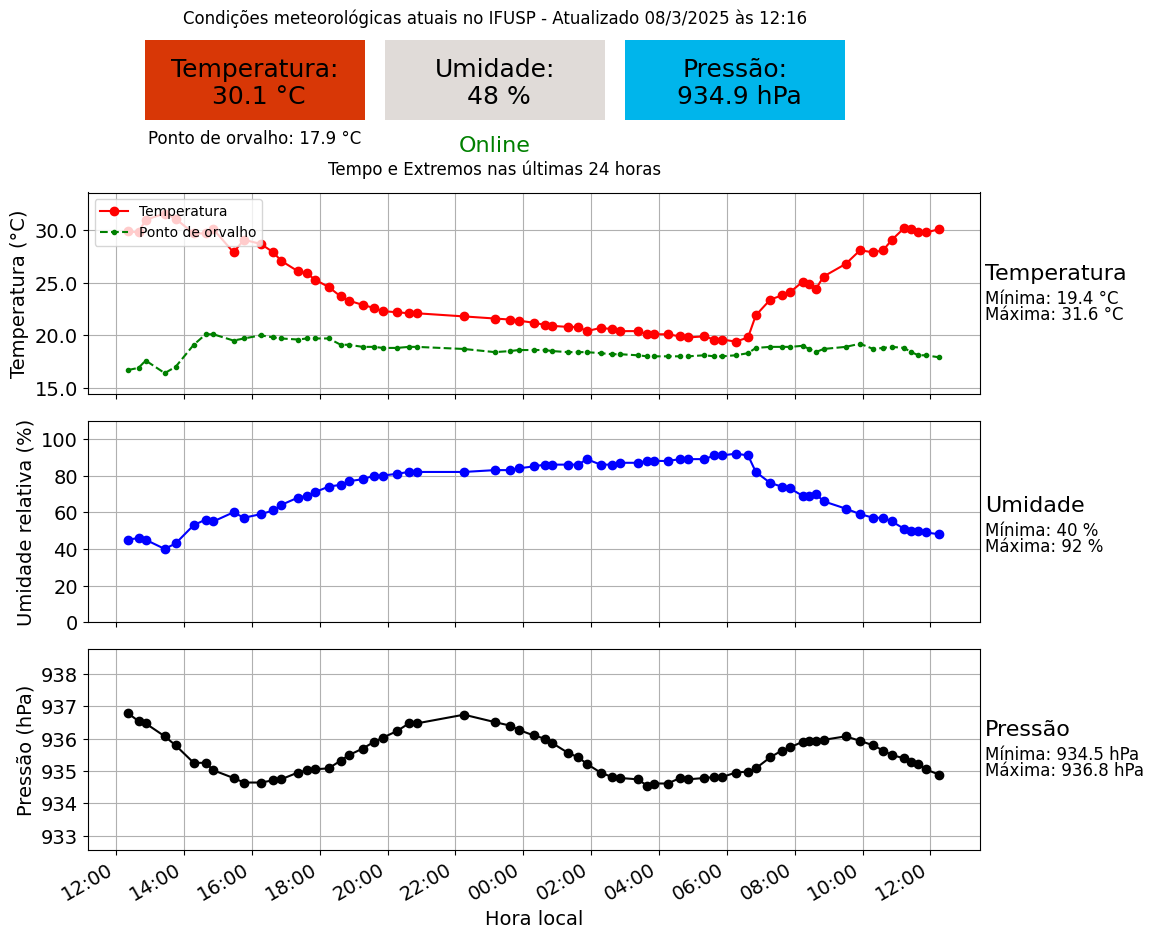 Condições meteorológicas atuais no IFUSP - Atualizado 08/3/2025 às 12:16
Temperatura:
30.1 °C
Umidade:
48 %
Pressão:
934.9 hPa
Ponto de orvalho: 17.9 °C
Online
Tempo e Extremos nas últimas 24 horas
Temperatura (°C)
30.0
25.0
20.0
15.0
Temperatura
Ponto de orvalho
Temperatura
Mínima: 19.4 °C
Máxima: 31.6 °C
Umidade relativa (%)
100
80
60
40
20
0
Umidade
Mínima: 40 %
Máxima: 92 %
Pressão (hPa)
938
937
936
935
934
933
Pressão
Mínima: 934.5 hPa
Máxima: 936.8 hPa
12:00
14:00
16:00
18:00
20:00
22:00
00:00
02:00
04:00
06:00
08:00
10:00
12:00
Hora local